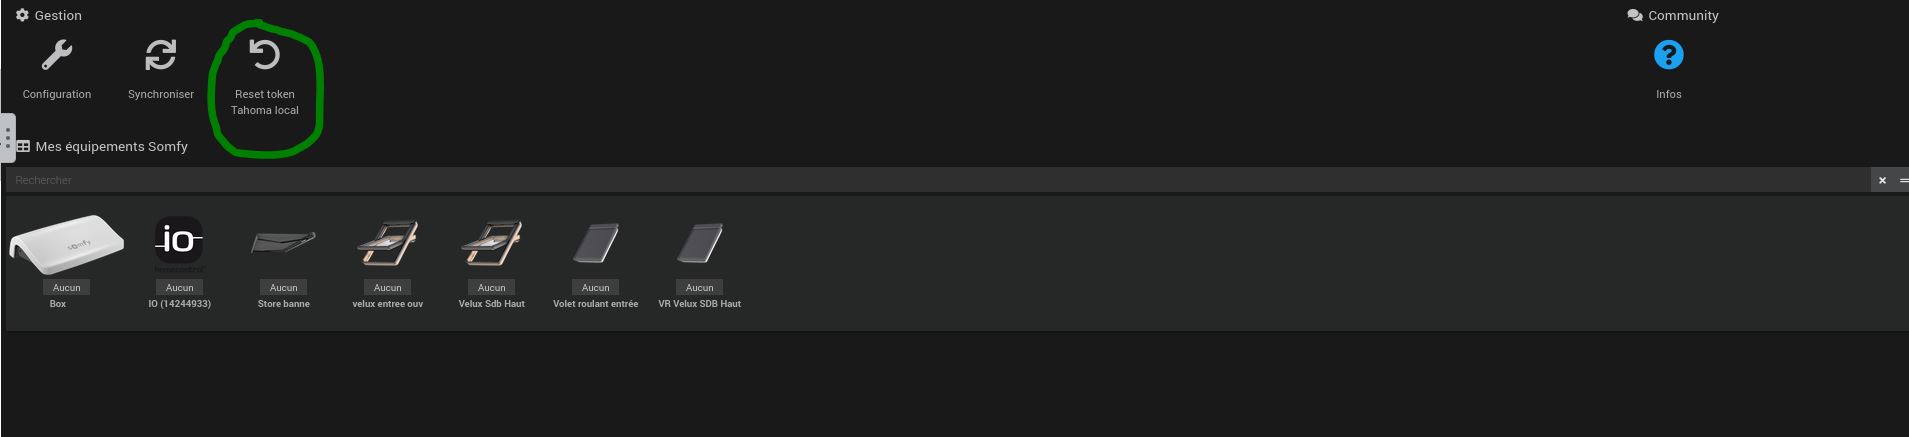 Gestion
Community
Configuration
Synchroniser
Reset token
Tahoma local
Infos
Mes équipements Somfy
Rechercher
somfy
io
homecontrol
Aucun
Box
Aucun
IO (14244933)
Aucun
Store banne
Aucun
velux entree ouv
Aucun
Velux Sdb Haut
Aucun
Volet roulant entrée
Aucun
VR Velux SDB Haut